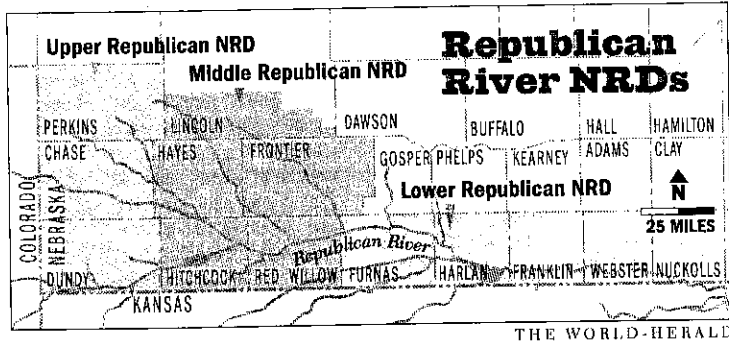 Upper Republican NRD
Republican
River NRDs
Middle Republican NRD
PERKINS
LINCOLN
DAWSON
BUFFALO
HALL
HAMILTON
CHASE
HAYES
FRONTIER
GOSPER
PHELPS
KEARNEY
ADAMS
CLAY
Lower Republican NRD
N
25 MILES
COLORADO
NEBRASKA
Republican River
DUNDY
HITCHCOCK
RED WILLOW
FURNAS
HARLAN
FRANKLIN
WEBSTER
NUCKOLLS
KANSAS
THE WORLD-HERALD